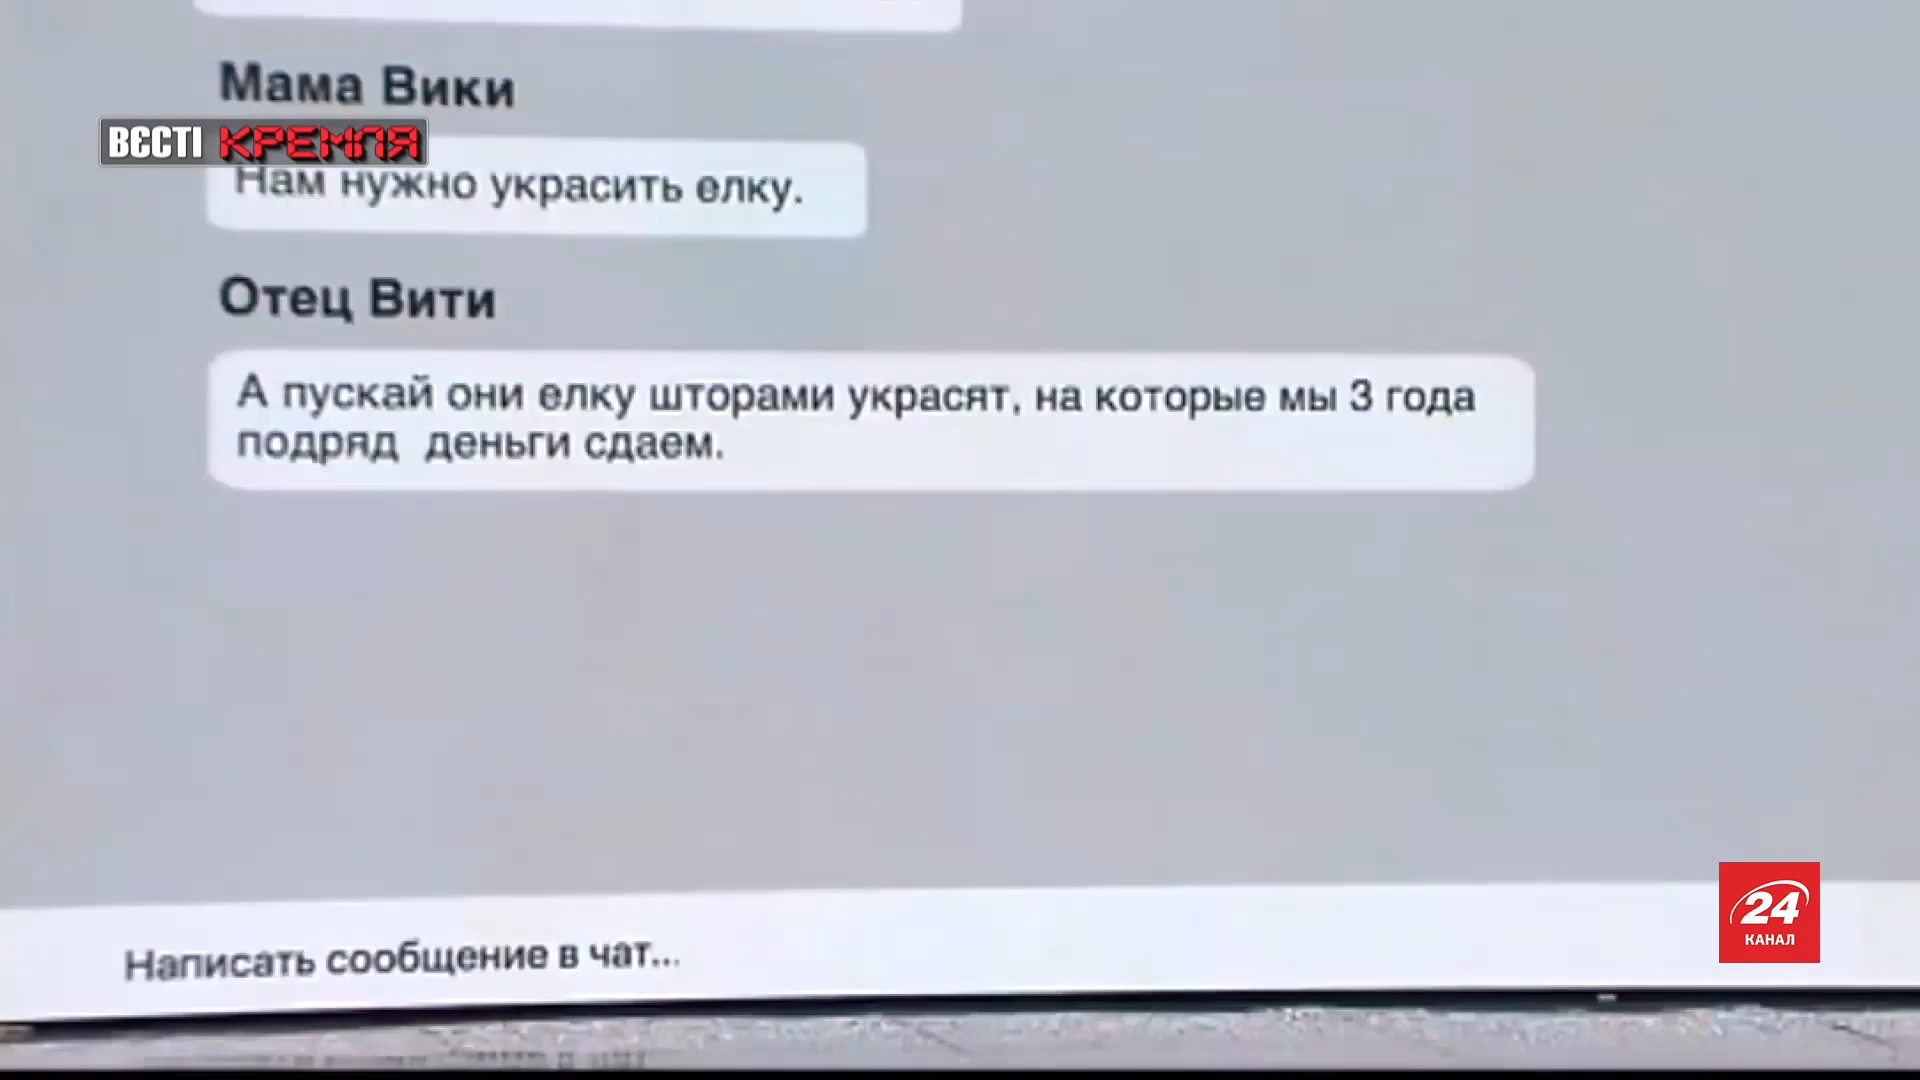 Мама Вики
ВЄСТІ КРЕМЛЯ
Нам нужно украсить елку.
Отец Вити
А пускай они елку шторами украсят, на которые мы 3 года
подряд деньги сдаем.
24
КАНАЛ
Написать сообщение в чат...